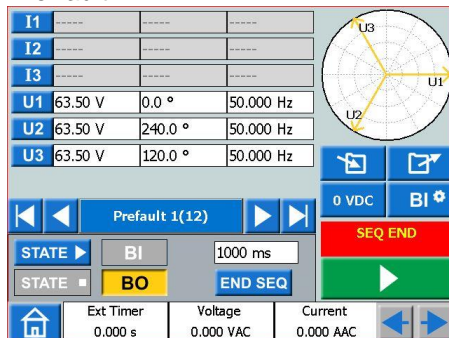 I1 ----- ----- -----
I2 ----- ----- -----
I3 ----- ----- -----
U1 63.50 V 0.0 ° 50.000 Hz
U2 63.50 V 240.0 ° 50.000 Hz
U3 63.50 V 120.0 ° 50.000 Hz
U3
U1
U2
0 VDC BI
Prefault 1(12)
SEQ END
STATE BI 1000 ms
STATE BO END SEQ
Ext Timer Voltage Current
0.000 s 0.000 VAC 0.000 AAC